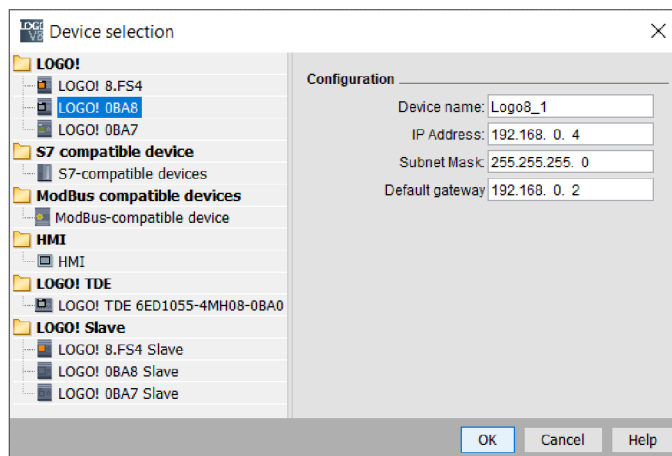 LOGO! V8 Device selection
LOGO!
LOGO! 8.FS4
LOGO! 0BA8
LOGO! 0BA7
S7 compatible device
S7-compatible devices
ModBus compatible devices
ModBus-compatible device
HMI
HMI
LOGO! TDE
LOGO! TDE 6ED1055-4MH08-0BA0
LOGO! Slave
LOGO! 8.FS4 Slave
LOGO! 0BA8 Slave
LOGO! 0BA7 Slave
Configuration
Device name: Logo8_1
IP Address: 192.168. 0. 4
Subnet Mask: 255.255.255. 0
Default gateway 192.168. 0. 2
OK Cancel Help